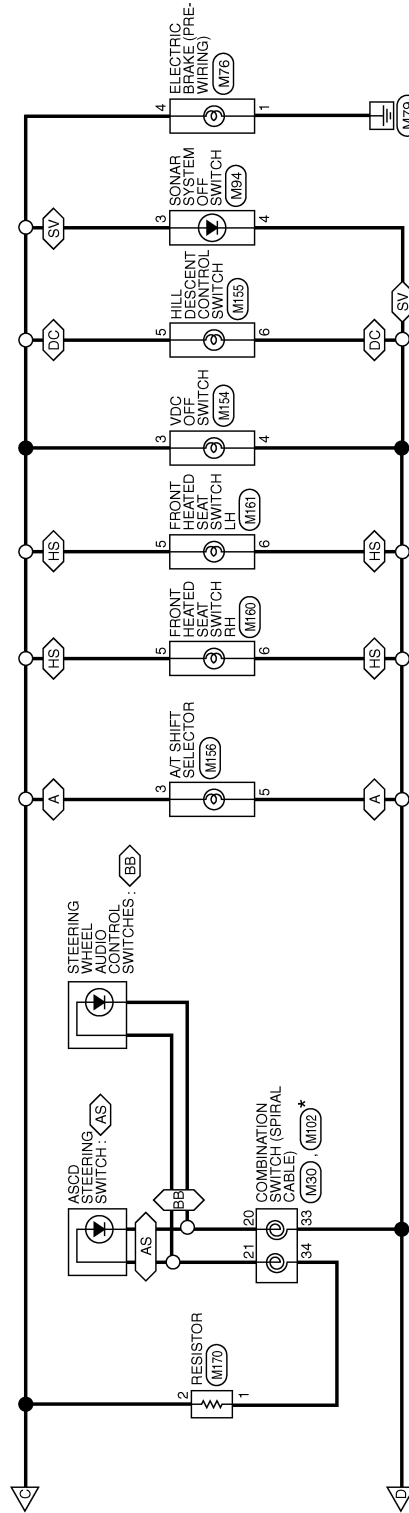 C
2
RESISTOR
M170
1
ASCD
STEERING
SWITCH : AS
AS
STEERING
WHEEL
AUDIO
CONTROL
SWITCHES : BB
BB
21
20
COMBINATION
SWITCH (SPIRAL
CABLE)
M30 , M102 *
34
33
A
3
A/T SHIFT
SELECTOR
M156
5
A
HS
5
FRONT
HEATED
SEAT
SWITCH
RH
M160
6
HS
HS
5
FRONT
HEATED
SEAT
SWITCH
LH
M161
6
HS
3
VDC
OFF
SWITCH
M154
4
DC
5
HILL
DESCENT
CONTROL
SWITCH
M155
6
DC
SV
3
SONAR
SYSTEM
OFF
SWITCH
M94
4
SV
4
ELECTRIC
BRAKE (PRE-
WIRING)
M76
1
M79
D